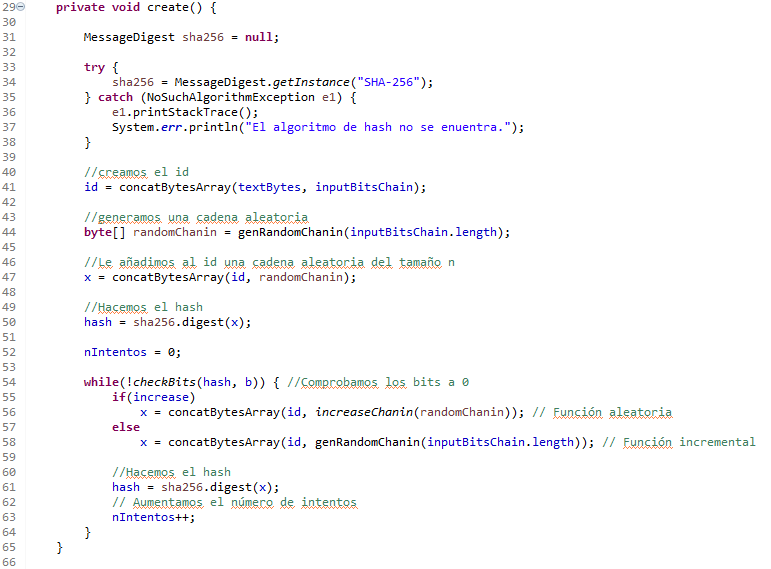 29 private void create() {
30
31 MessageDigest sha256 = null;
32
33 try {
34 sha256 = MessageDigest.getInstance("SHA-256");
35 } catch (NoSuchAlgorithmException e1) {
36 e1.printStackTrace();
37 System.err.println("El algoritmo de hash no se enuentra.");
38 }
39
40 //creamos el id
41 id = concatBytesArray(textBytes, inputBitsChain);
42
43 //generamos una cadena aleatoria
44 byte[] randomChanin = genRandomChanin(inputBitsChain.length);
45
46 //Le añadimos al id una cadena aleatoria del tamaño n
47 x = concatBytesArray(id, randomChanin);
48
49 //Hacemos el hash
50 hash = sha256.digest(x);
51
52 nIntentos = 0;
53
54 while(!checkBits(hash, b)) { //Comprobamos los bits a 0
55 if(increase)
56 x = concatBytesArray(id, increaseChanin(randomChanin)); // Función aleatoria
57 else
58 x = concatBytesArray(id, genRandomChanin(inputBitsChain.length)); // Función incremental
59
60 //Hacemos el hash
61 hash = sha256.digest(x);
62 // Aumentamos el número de intentos
63 nIntentos++;
64 }
65 }
66